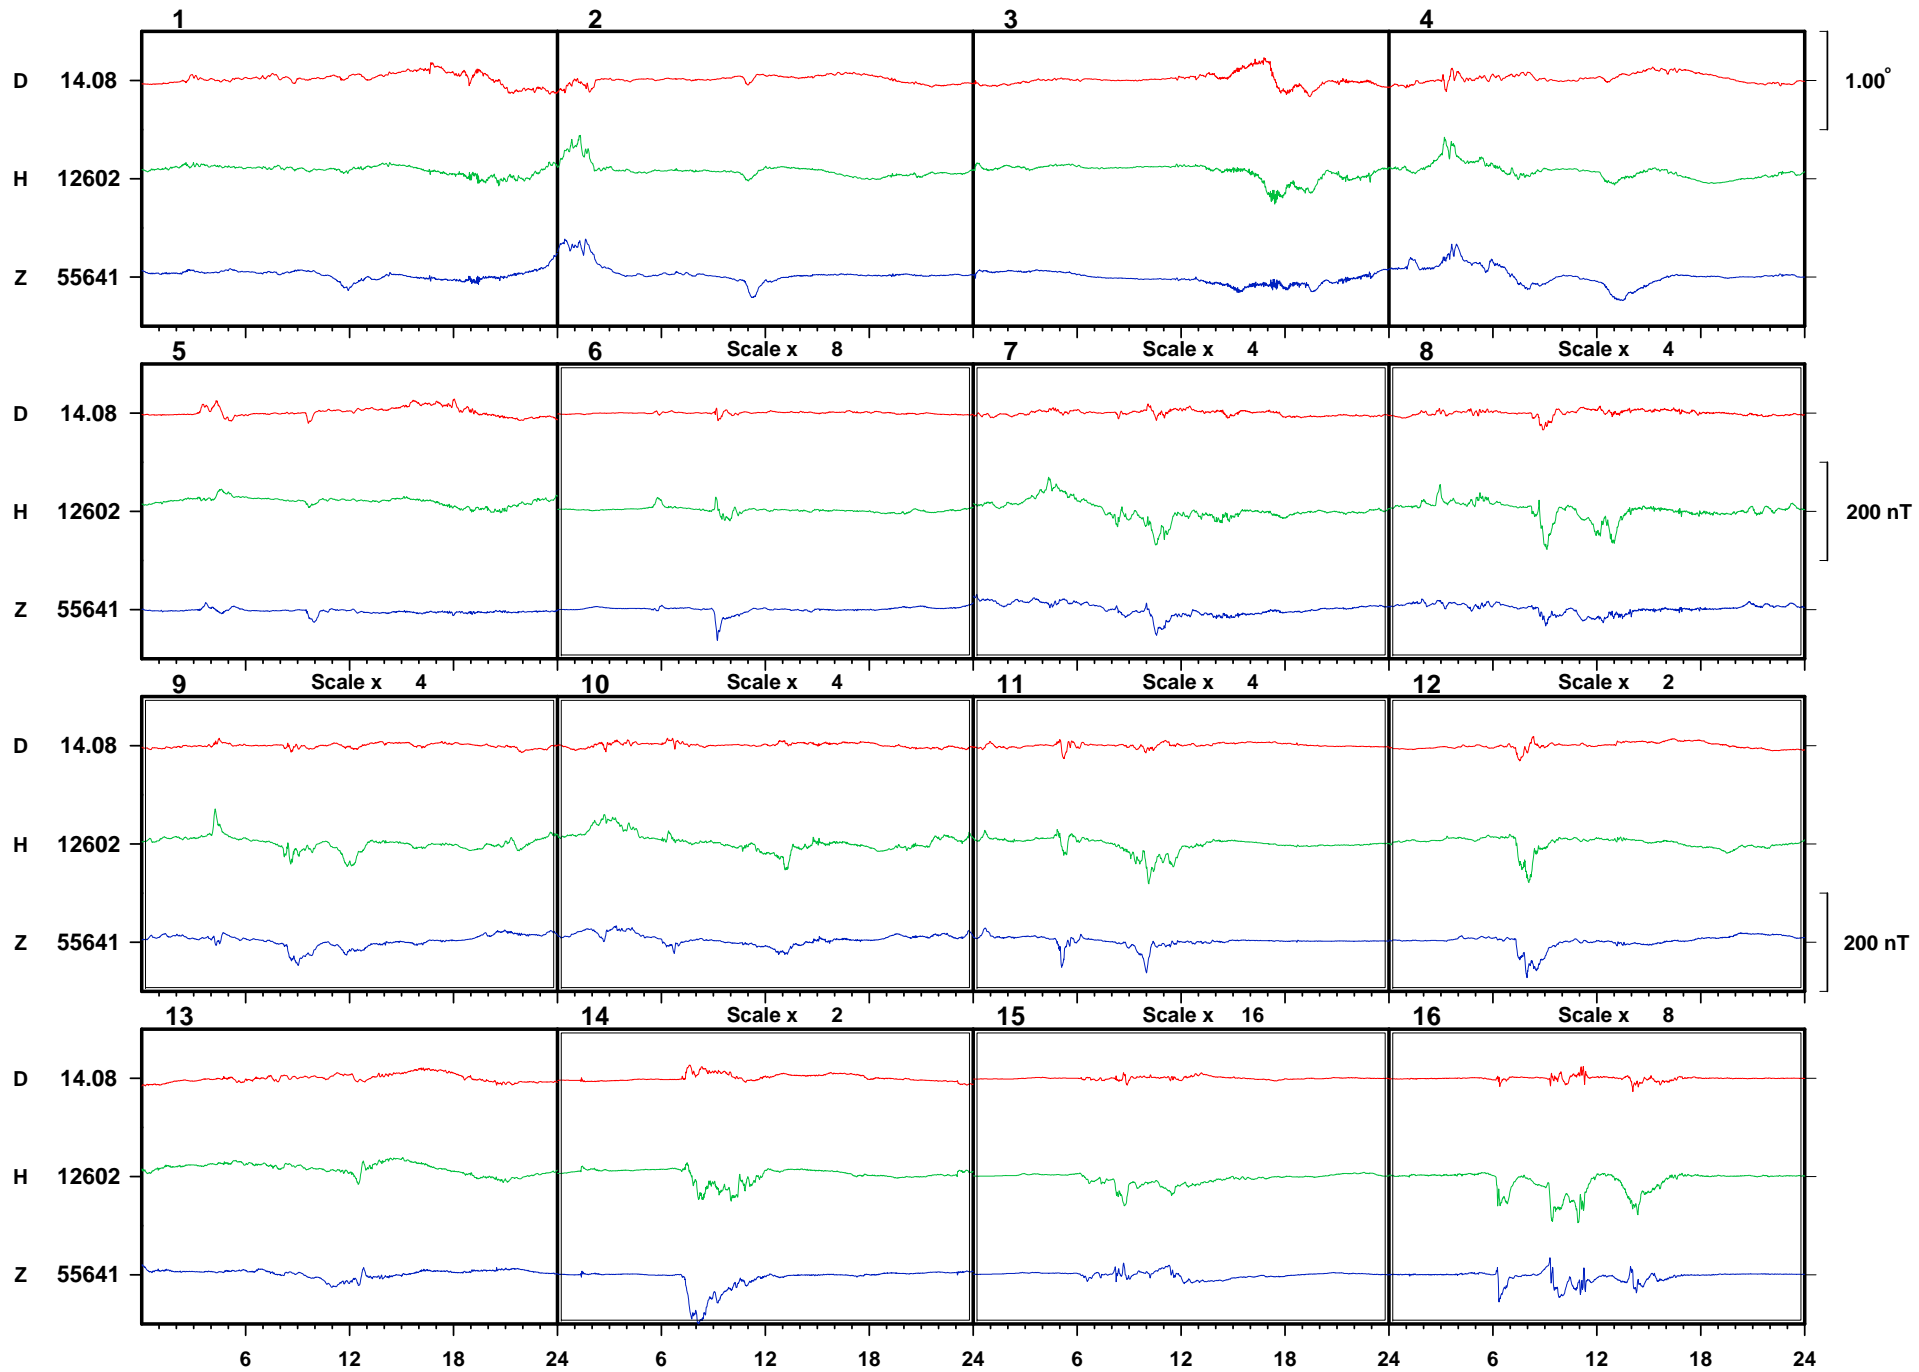 1 2 3 4
D 14.08 1.00°
H 12602
Z 55641
5 6 Scale x 8 7 Scale x 4 8 Scale x 4
D 14.08
H 12602 200 nT
Z 55641
9 Scale x 4 10 Scale x 4 11 Scale x 4 12 Scale x 2
D 14.08
H 12602
Z 55641 200 nT
13 14 Scale x 2 15 Scale x 16 16 Scale x 8
D 14.08
H 12602
Z 55641
6 12 18 24 6 12 18 24 6 12 18 24 6 12 18 24